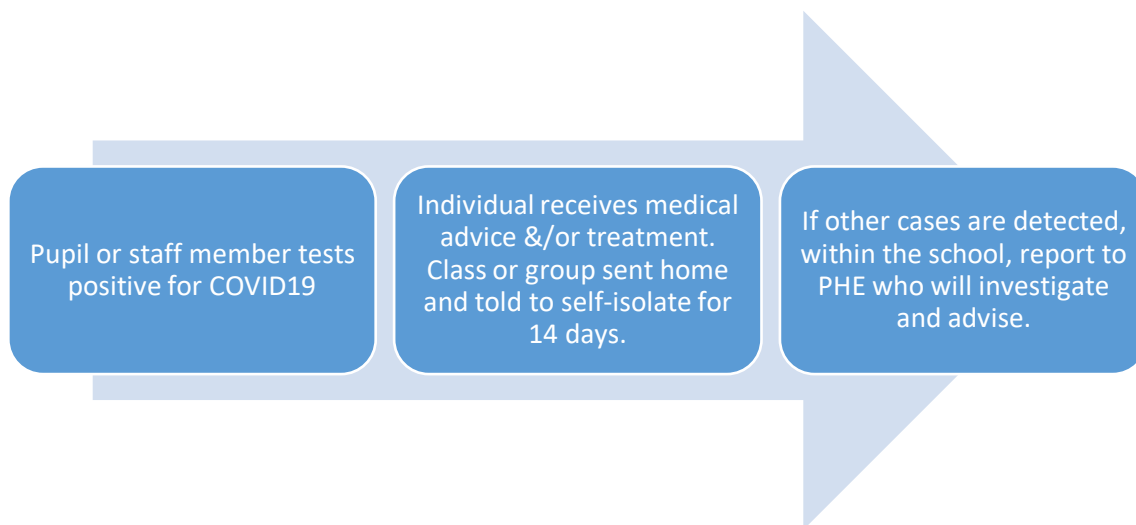 Pupil or staff member tests
positive for COVID19
Individual receives medical
advice &/or treatment.
Class or group sent home
and told to self-isolate for
14 days.
If other cases are detected,
within the school, report to
PHE who will investigate
and advise.